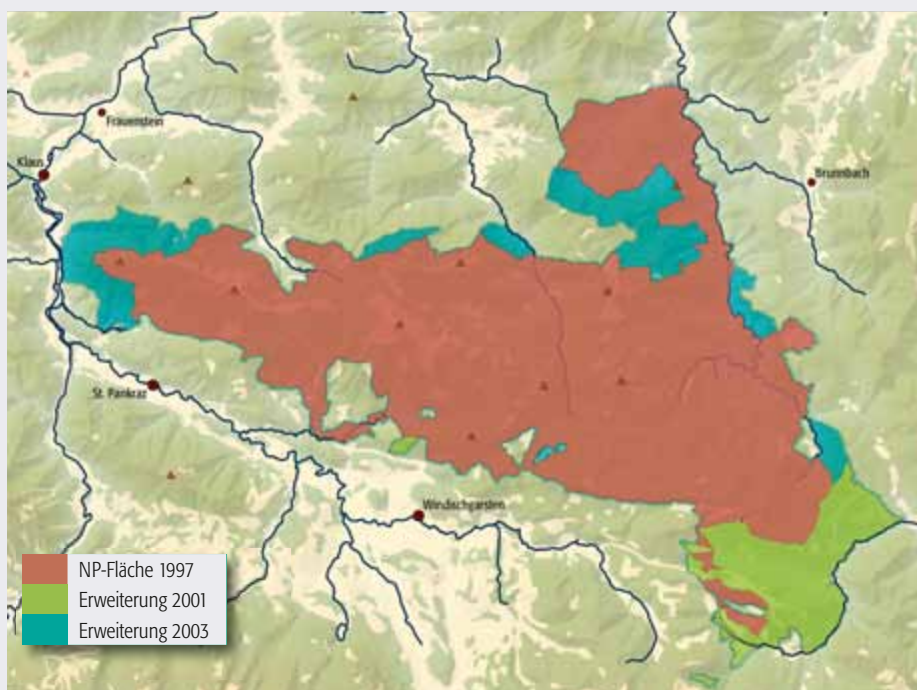 Frauenstein
Klaus
Brunnbach
St. Pankraz
Windischgarsten
NP-Fläche 1997
Erweiterung 2001
Erweiterung 2003